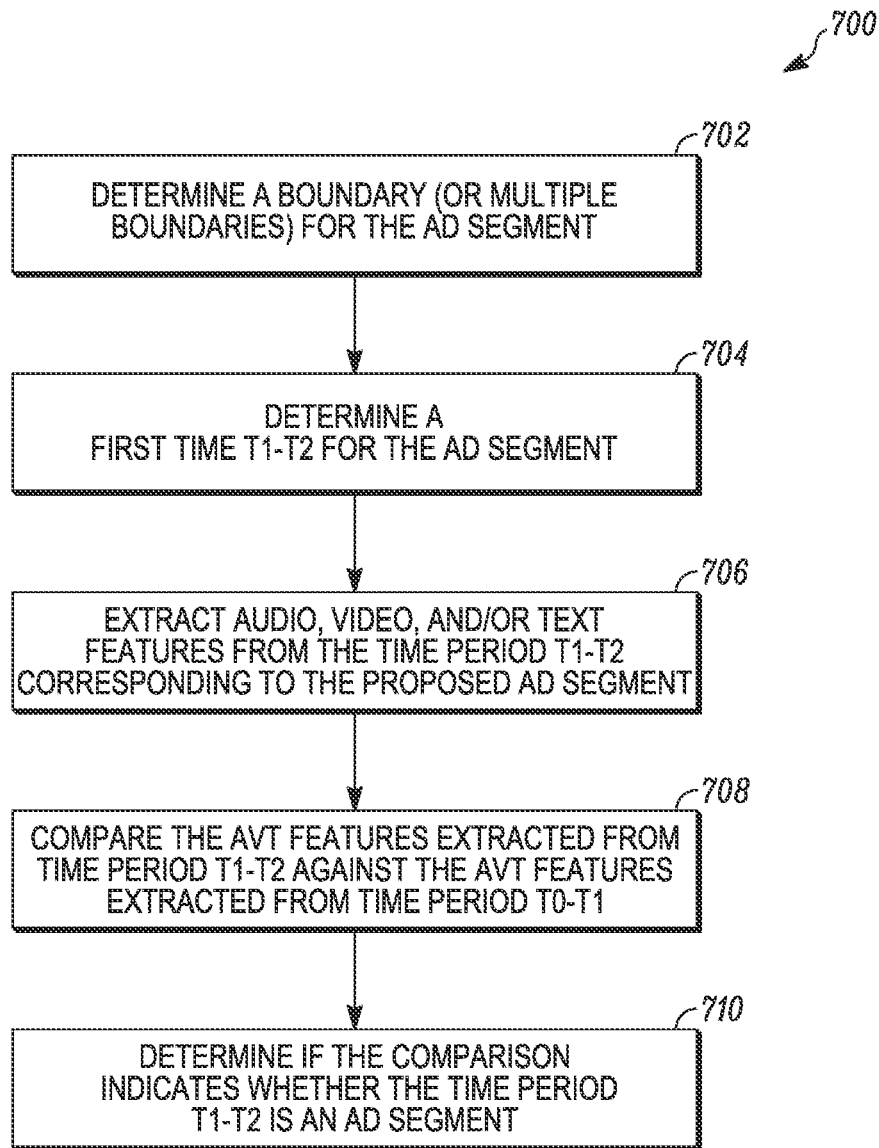 700
702
DETERMINE A BOUNDARY (OR MULTIPLE
BOUNDARIES) FOR THE AD SEGMENT
704
DETERMINE A
FIRST TIME T1-T2 FOR THE AD SEGMENT
706
EXTRACT AUDIO, VIDEO, AND/OR TEXT
FEATURES FROM THE TIME PERIOD T1-T2
CORRESPONDING TO THE PROPOSED AD SEGMENT
708
COMPARE THE AVT FEATURES EXTRACTED FROM
TIME PERIOD T1-T2 AGAINST THE AVT FEATURES
EXTRACTED FROM TIME PERIOD T0-T1
710
DETERMINE IF THE COMPARISON
INDICATES WHETHER THE TIME PERIOD
T1-T2 IS AN AD SEGMENT